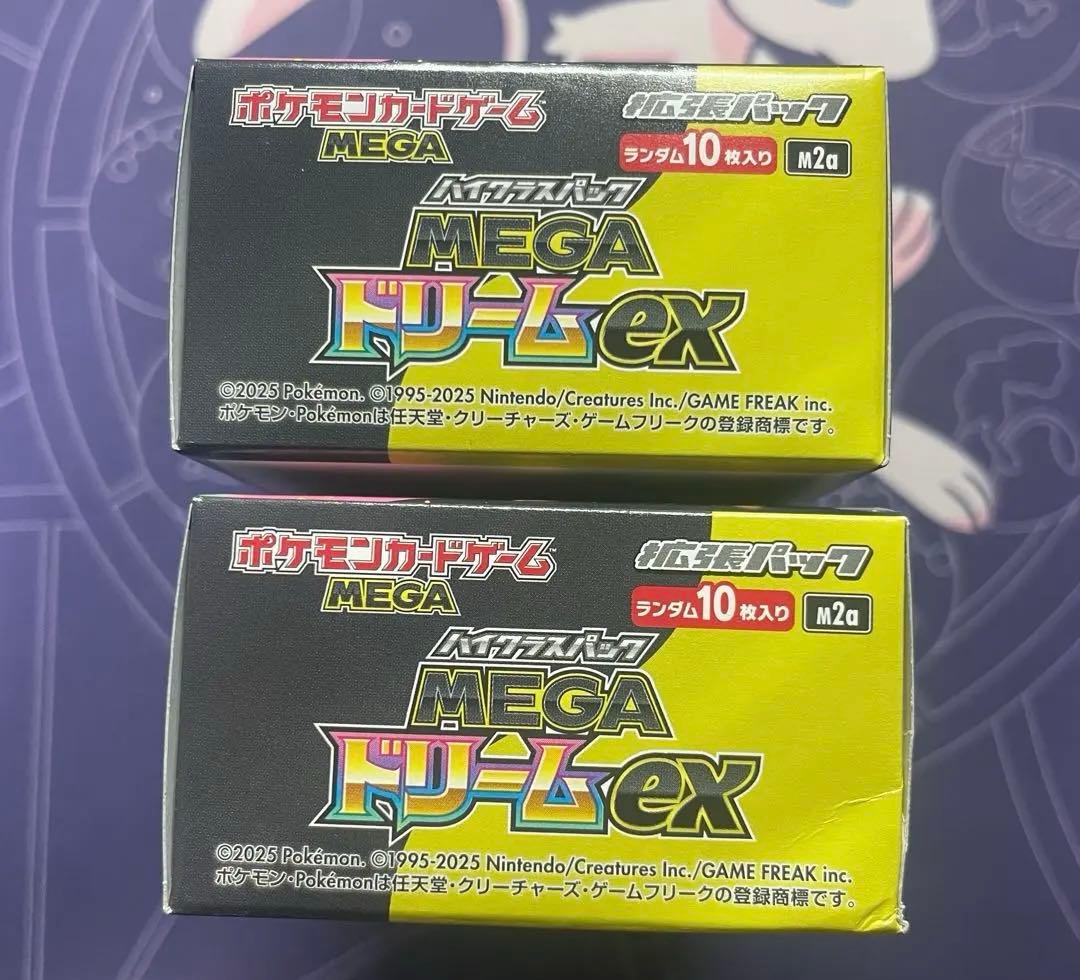 ポケモンカードゲーム 拡張パック
MEGA ランダム10枚入り M2a
ハイクラスパック
MEGA
ドリームex
©2025 Pokémon. ©1995-2025 Nintendo/Creatures Inc./GAME FREAK inc.
ポケモン・Pokémonは任天堂・クリーチャーズ・ゲームフリークの登録商標です。
ポケモンカードゲーム™ 拡張パック
MEGA ランダム10枚入り M2a
ハイクラスパック
MEGA
ドリームex
©2025 Pokémon. ©1995-2025 Nintendo/Creatures Inc./GAME FREAK inc.
ポケモン・Pokémonは任天堂・クリーチャーズ・ゲームフリークの登録商標です。